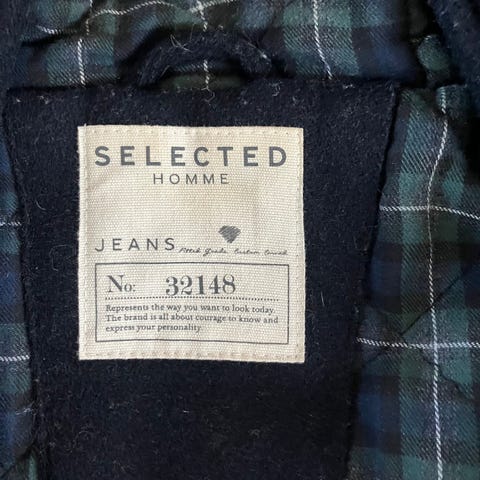 SELECTED
HOMME
JEANS
No: 32148
Represents the way you want to look today.
The brand is all about courage to know and
express your personality.